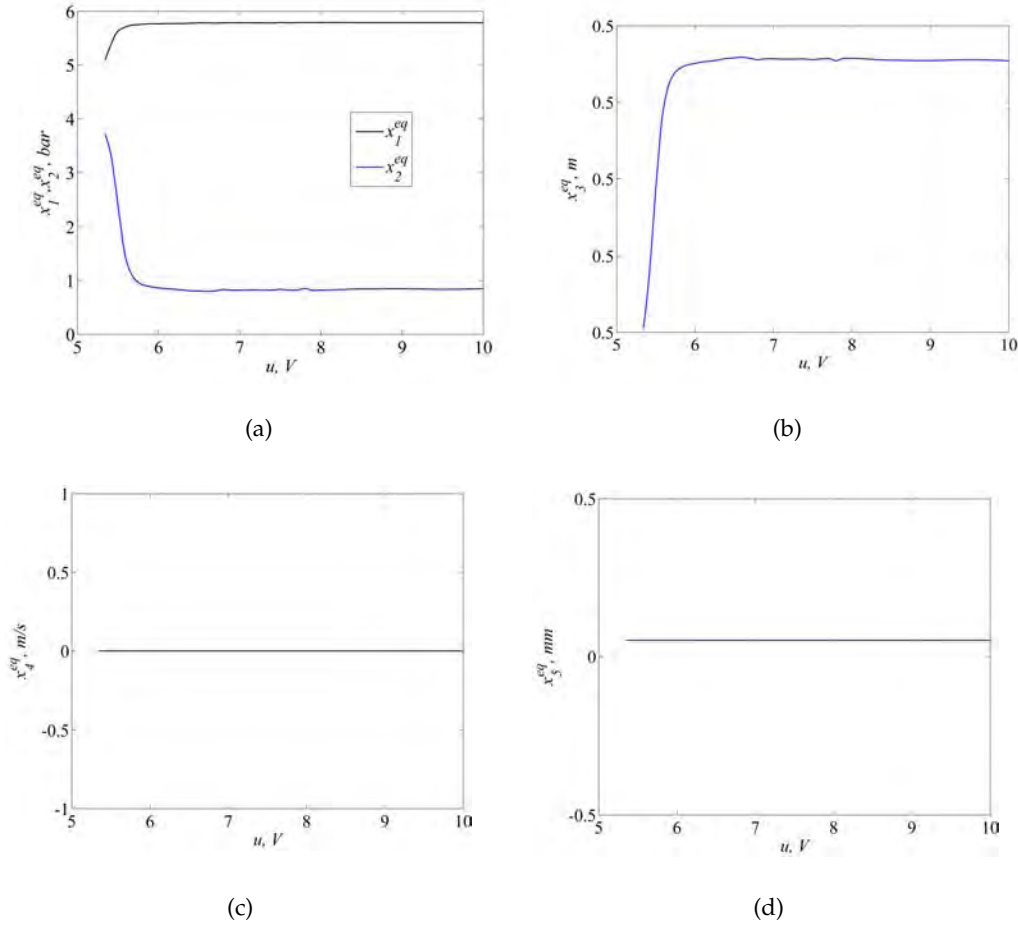 6
5
4
3
2
1
0
x_1^{eq}, x_2^{eq}, bar
x_1^{eq}
x_2^{eq}
5 6 7 8 9 10
u, V
(a)
0.5
0.5
0.5
0.5
0.5
x_3^{eq}, m
5 6 7 8 9 10
u, V
(b)
1
0.5
0
-0.5
-1
x_4^{eq}, m/s
5 6 7 8 9 10
u, V
(c)
0.5
0
-0.5
x_5^{eq}, mm
5 6 7 8 9 10
u, V
(d)